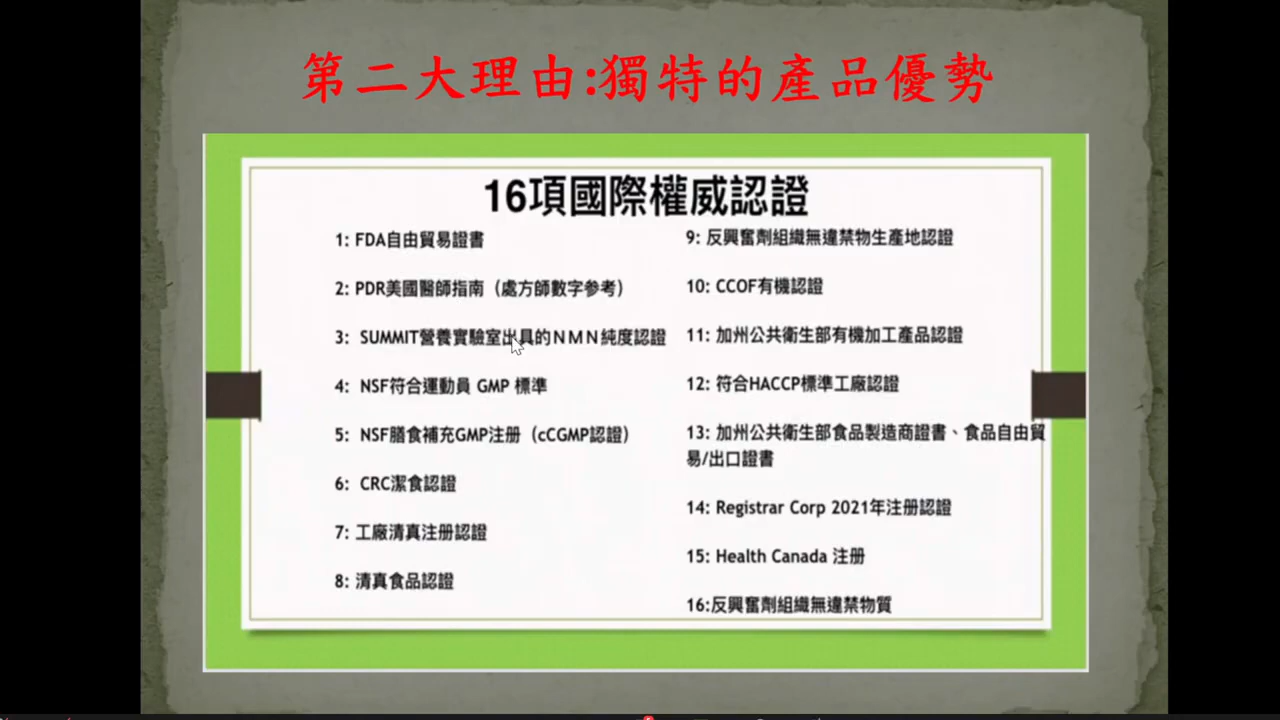 第二大理由:獨特的產品優勢
16項國際權威認證
1: FDA自由貿易證書
2: PDR美國醫師指南（處方師數字参考）
3: SUMMIT營養實驗室出具的ＮＭＮ純度認證
4: NSF符合運動員 GMP 標準
5: NSF膳食補充GMP注册（cCGMP認證）
6: CRC潔食認證
7: 工廠清真注册認證
8: 清真食品認證
9: 反興奮劑組織無違禁物生產地認證
10: CCOF有機認證
11: 加州公共衛生部有機加工產品認證
12: 符合HACCP標準工廠認證
13: 加州公共衛生部食品製造商證書、食品自由貿
易/出口證書
14: Registrar Corp 2021年注册認證
15: Health Canada 注册
16:反興奮劑組織無違禁物質